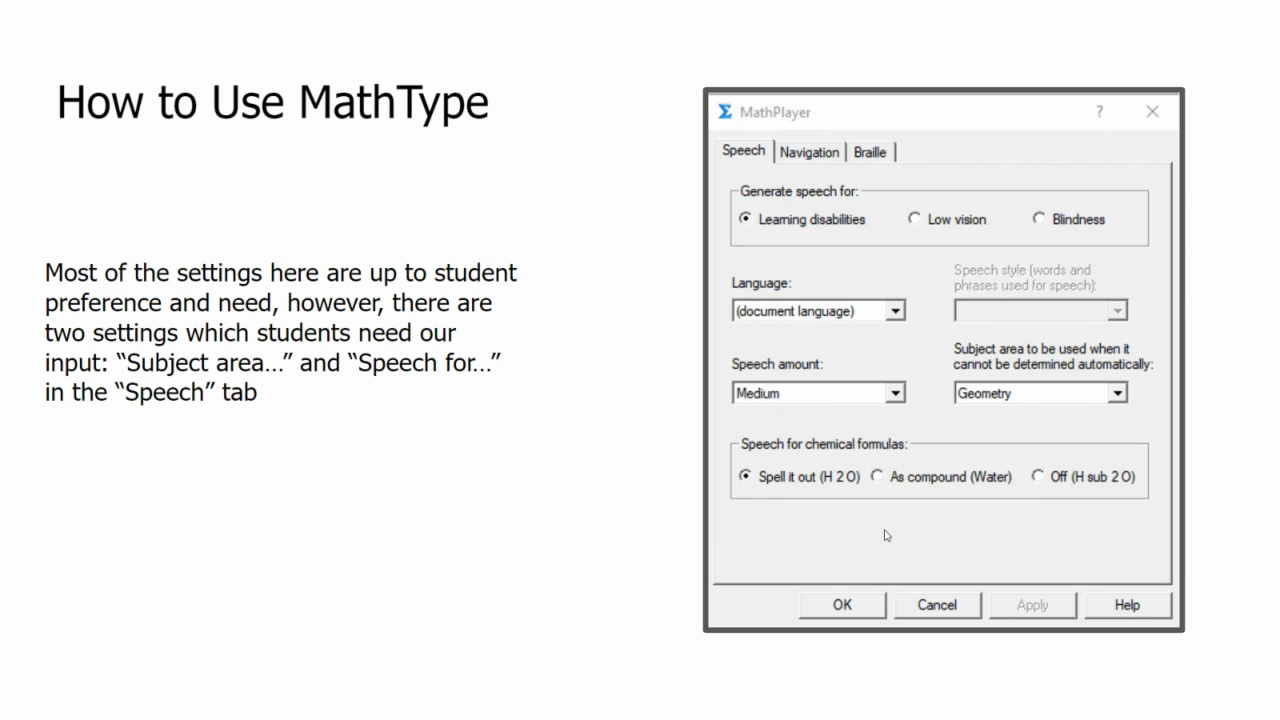 How to Use MathType
Most of the settings here are up to student
preference and need, however, there are
two settings which students need our
input: “Subject area…” and “Speech for…”
in the “Speech” tab
MathPlayer ?
Speech Navigation Braille
Generate speech for:
Learning disabilities Low vision Blindness
Language:
(document language)
Speech style (words and
phrases used for speech):
Speech amount:
Medium
Subject area to be used when it
cannot be determined automatically:
Geometry
Speech for chemical formulas:
Spell it out (H 2 O) As compound (Water) Off (H sub 2 O)
OK Cancel Apply Help